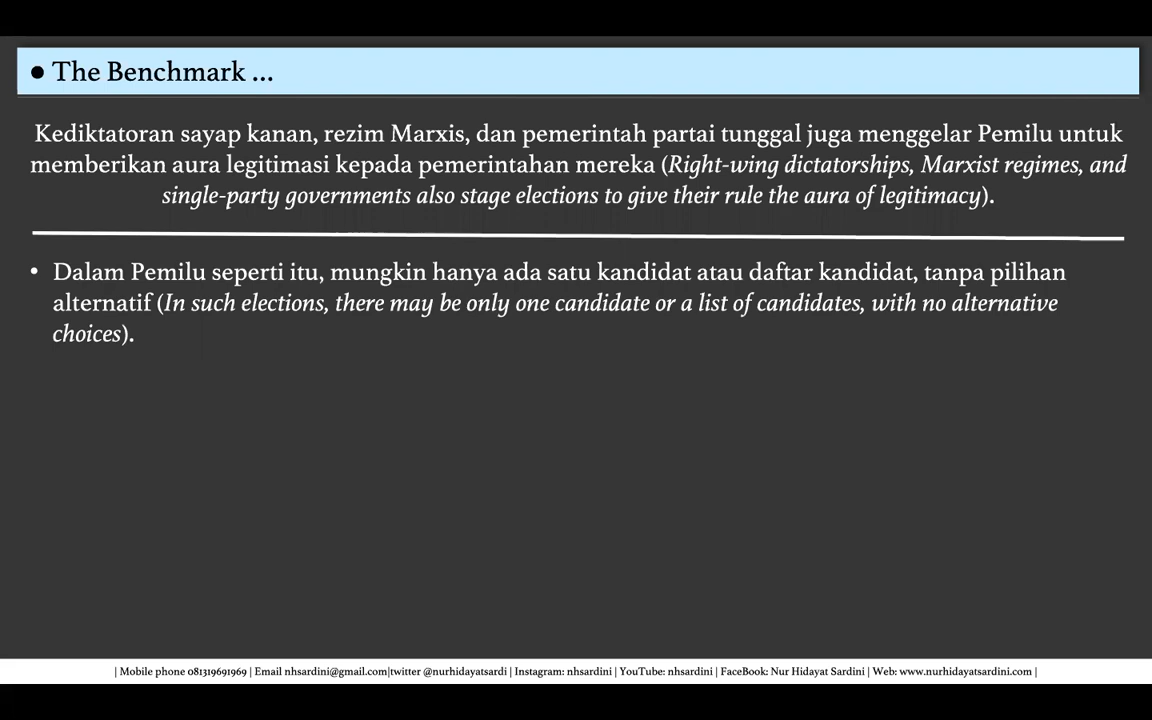 ● The Benchmark ...
Kediktatoran sayap kanan, rezim Marxis, dan pemerintah partai tunggal juga menggelar Pemilu untuk
memberikan aura legitimasi kepada pemerintahan mereka (Right-wing dictatorships, Marxist regimes, and
single-party governments also stage elections to give their rule the aura of legitimacy).
• Dalam Pemilu seperti itu, mungkin hanya ada satu kandidat atau daftar kandidat, tanpa pilihan
alternatif (In such elections, there may be only one candidate or a list of candidates, with no alternative
choices).
| Mobile phone 081319691969 | Email nhsardini@gmail.com|twitter @nurhidayatsardi | Instagram: nhsardini | YouTube: nhsardini | FaceBook: Nur Hidayat Sardini | Web: www.nurhidayatsardini.com |